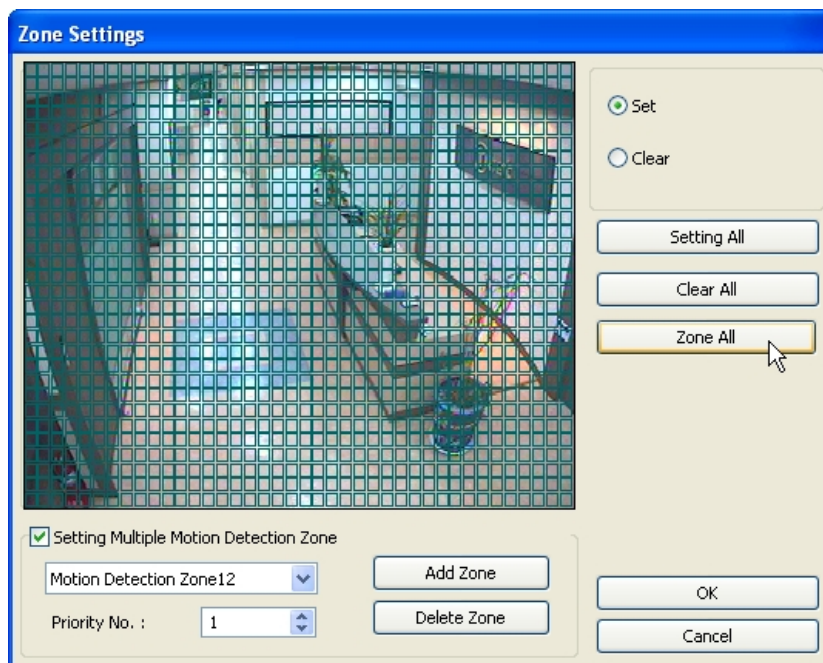 Zone Settings
Set
Clear
Setting All
Clear All
Zone All
Setting Multiple Motion Detection Zone
Motion Detection Zone12
Add Zone
Priority No. :
1
Delete Zone
OK
Cancel